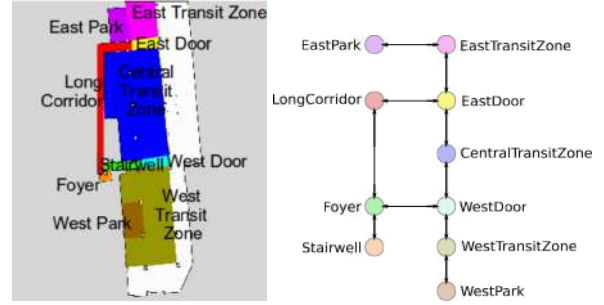 East Transit Zone
East Park
East Door
Central
Transit
Zone
Long
Corridor
West Door
Stairwell
Foyer
West
Transit
Zone
West Park
EastPark
EastTransitZone
LongCorridor
EastDoor
CentralTransitZone
Foyer
WestDoor
Stairwell
WestTransitZone
WestPark